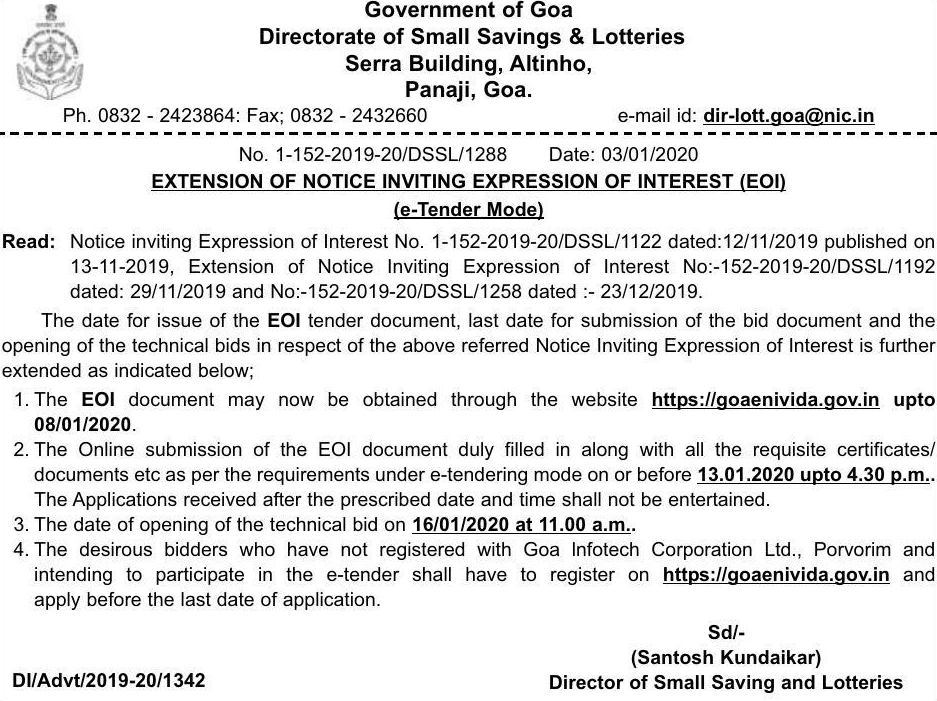 Government of Goa
Directorate of Small Savings & Lotteries
Serra Building, Altinho,
Panaji, Goa.
Ph. 0832 - 2423864: Fax; 0832 - 2432660 e-mail id: dir-lott.goa@nic.in
No. 1-152-2019-20/DSSL/1288 Date: 03/01/2020
EXTENSION OF NOTICE INVITING EXPRESSION OF INTEREST (EOI)
(e-Tender Mode)
Read: Notice inviting Expression of Interest No. 1-152-2019-20/DSSL/1122 dated:12/11/2019 published on
13-11-2019, Extension of Notice Inviting Expression of Interest No:-152-2019-20/DSSL/1192
dated: 29/11/2019 and No:-152-2019-20/DSSL/1258 dated :- 23/12/2019.
The date for issue of the EOI tender document, last date for submission of the bid document and the
opening of the technical bids in respect of the above referred Notice Inviting Expression of Interest is further
extended as indicated below;
1. The EOI document may now be obtained through the website https://goaenivida.gov.in upto
08/01/2020.
2. The Online submission of the EOI document duly filled in along with all the requisite certificates/
documents etc as per the requirements under e-tendering mode on or before 13.01.2020 upto 4.30 p.m..
The Applications received after the prescribed date and time shall not be entertained.
3. The date of opening of the technical bid on 16/01/2020 at 11.00 a.m..
4. The desirous bidders who have not registered with Goa Infotech Corporation Ltd., Porvorim and
intending to participate in the e-tender shall have to register on https://goaenivida.gov.in and
apply before the last date of application.
Sd/-
(Santosh Kundaikar)
DI/Advt/2019-20/1342 Director of Small Saving and Lotteries